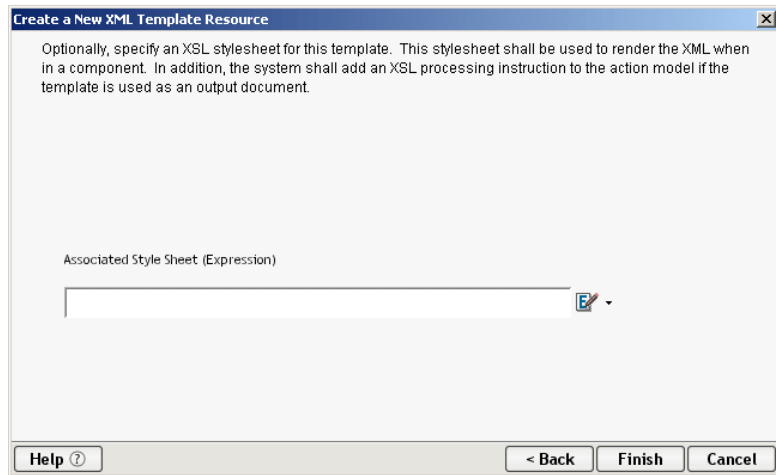 Create a New XML Template Resource
Optionally, specify an XSL stylesheet for this template. This stylesheet shall be used to render the XML when
in a component. In addition, the system shall add an XSL processing instruction to the action model if the
template is used as an output document.
Associated Style Sheet (Expression)
Help ?
< Back
Finish
Cancel